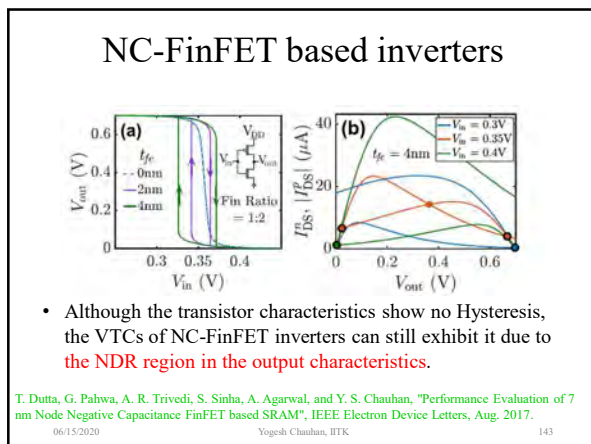 NC-FinFET based inverters
(a)
t_fe
0nm
2nm
4nm
V_DD
V_in
V_out
Fin Ratio
= 1:2
V_out (V)
0.6
0.4
0.2
0
0.3
0.35
0.4
V_in (V)
(b)
V_in = 0.3V
V_in = 0.35V
V_in = 0.4V
t_fe = 4nm
I^n_DS, |I^p_DS| (μA)
40
20
0
0
0.2
0.4
0.6
V_out (V)
• Although the transistor characteristics show no Hysteresis,
the VTCs of NC-FinFET inverters can still exhibit it due to
the NDR region in the output characteristics.
T. Dutta, G. Pahwa, A. R. Trivedi, S. Sinha, A. Agarwal, and Y. S. Chauhan, "Performance Evaluation of 7
nm Node Negative Capacitance FinFET based SRAM", IEEE Electron Device Letters, Aug. 2017.
06/15/2020
Yogesh Chauhan, IITK
143